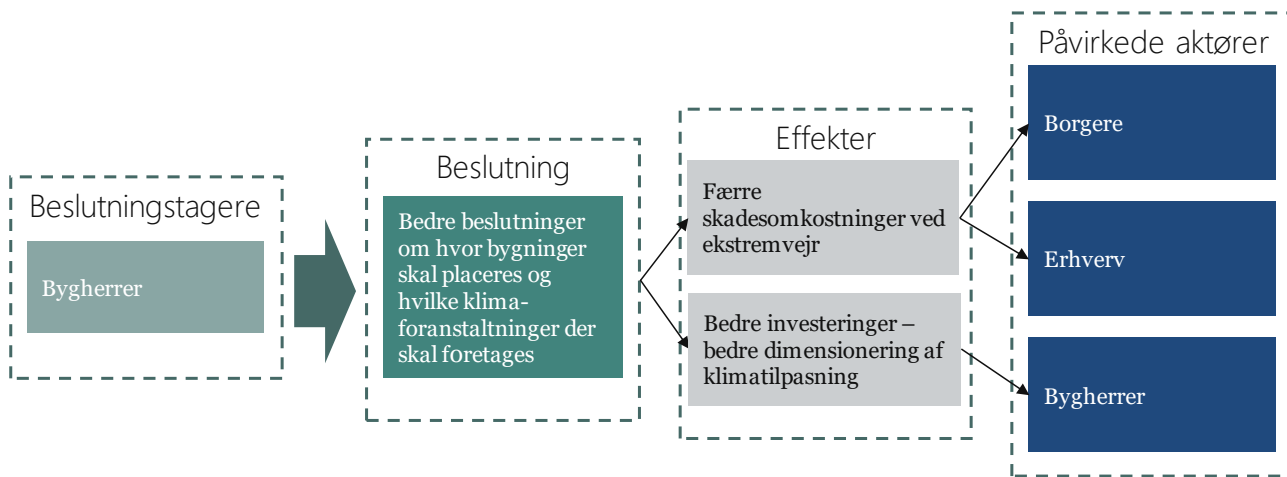 Beslutningstagere
Bygherrer
Beslutning
Bedre beslutninger
om hvor bygninger
skal placeres og
hvilke klima-
foranstaltninger der
skal foretages
Effekter
Færre
skadesomkostninger ved
ekstremvejr
Bedre investeringer –
bedre dimensionering af
klimatilpasning
Påvirkede aktører
Borgere
Erhverv
Bygherrer